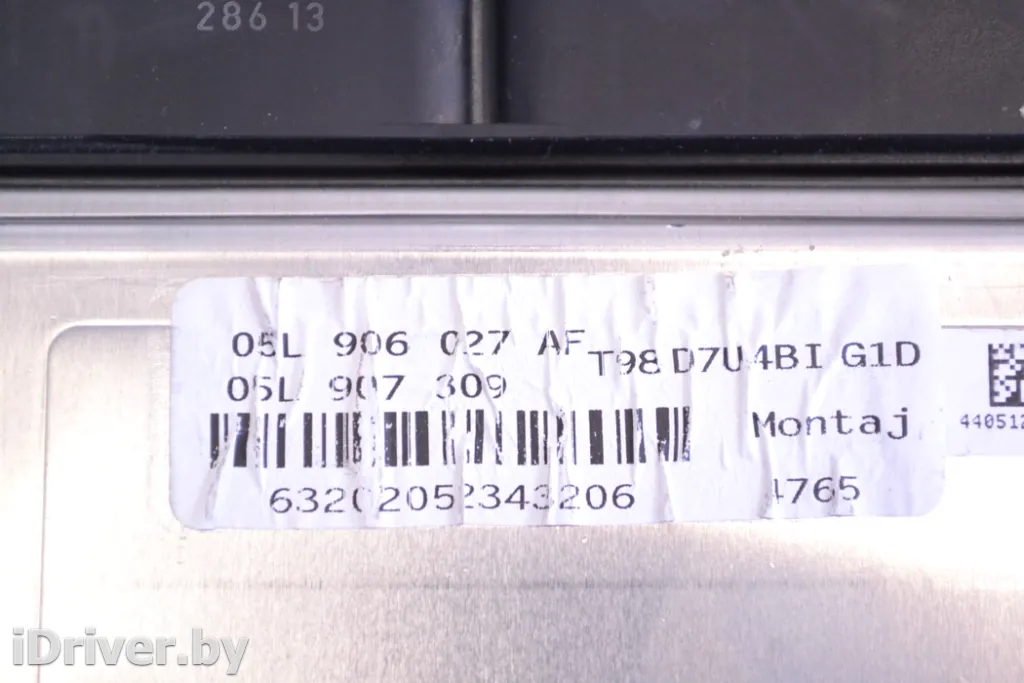 286 13
05L 906 027 AF
T98 D7U4BI G1D
05L 907 309
Montaj
63202052343206
4765
440512
iDriver.by